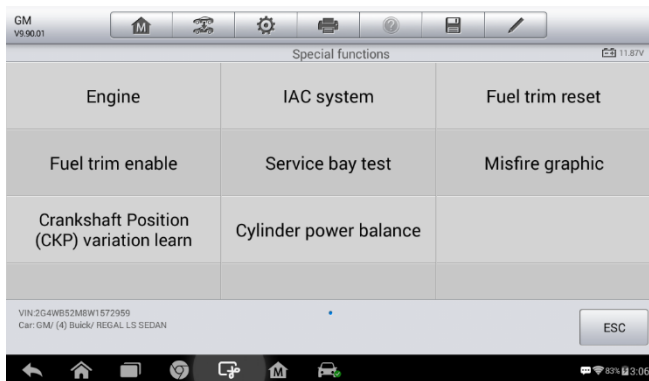 GM
V9.90.01
M
Special functions
11.87V
Engine
IAC system
Fuel trim reset
Fuel trim enable
Service bay test
Misfire graphic
Crankshaft Position
(CKP) variation learn
Cylinder power balance
VIN:2G4WB52M8W1572959
Car: GM/ (4) Buick/ REGAL LS SEDAN
ESC
M
83%
3:06